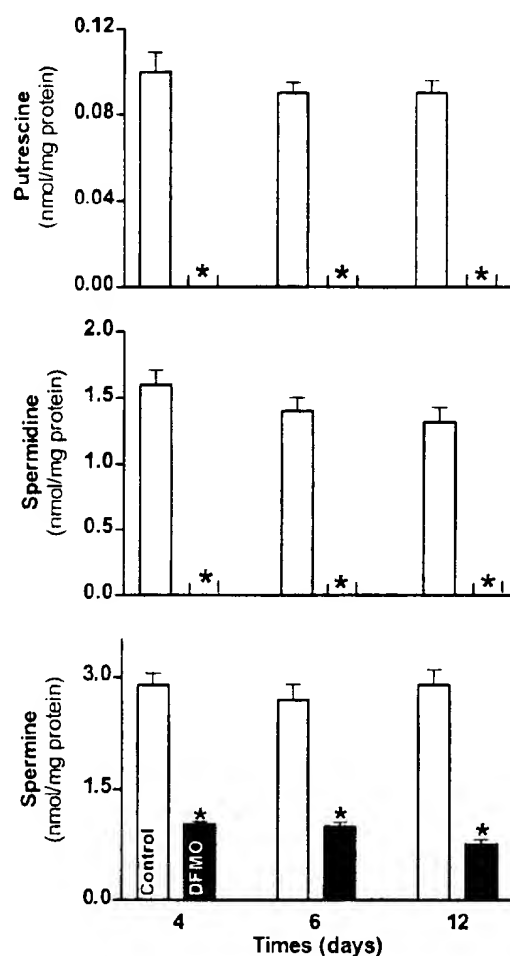 Putrescine
(nmol/mg protein)
0.12
0.08
0.04
0.00
* * *
Spermidine
(nmol/mg protein)
2.0
1.5
1.0
0.5
0.0
* * *
Spermine
(nmol/mg protein)
3.0
1.5
0.0
* * *
Control
DFMO
4 6 12
Times (days)